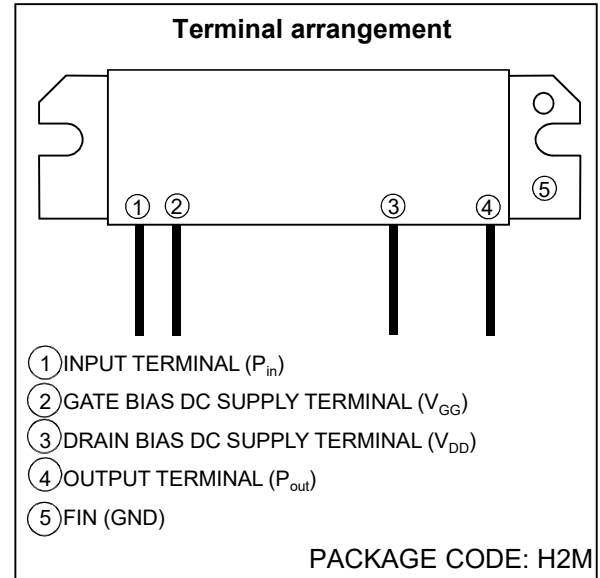 Terminal arrangement
⑤
① ② ③ ④
① INPUT TERMINAL (Pin)
② GATE BIAS DC SUPPLY TERMINAL (VGG)
③ DRAIN BIAS DC SUPPLY TERMINAL (VDD)
④ OUTPUT TERMINAL (Pout)
⑤ FIN (GND)
PACKAGE CODE: H2M